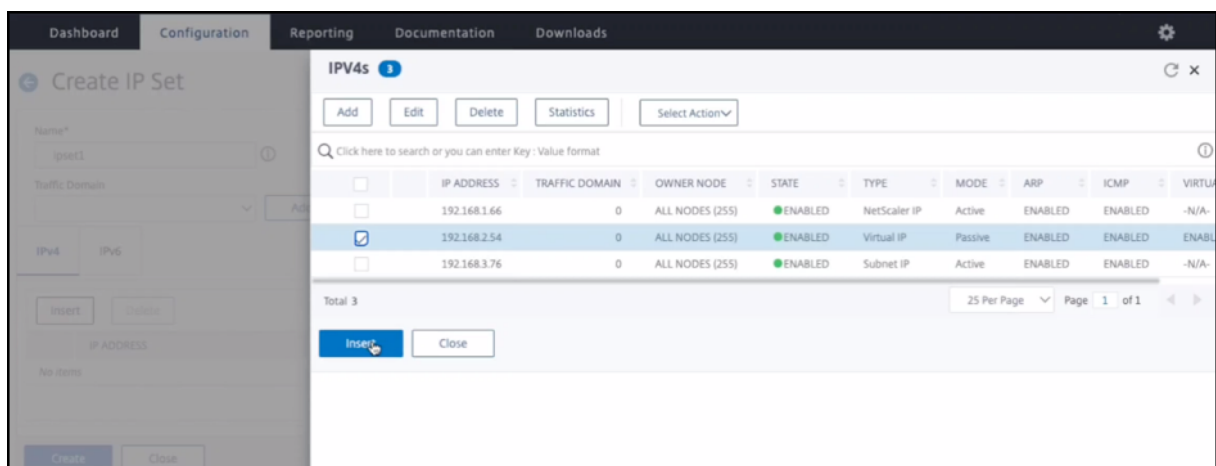 Dashboard Configuration Reporting Documentation Downloads
Create IP Set
Name*
ipset1
Traffic Domain
Add
IPv4 IPv6
Insert Delete
IP ADDRESS
No items
Create Close
IPV4s 3
Add Edit Delete Statistics Select Action
Click here to search or you can enter Key : Value format
IP ADDRESS TRAFFIC DOMAIN OWNER NODE STATE TYPE MODE ARP ICMP VIRTUA
192.168.1.66 0 ALL NODES (255) ENABLED NetScaler IP Active ENABLED ENABLED -N/A-
192.168.2.54 0 ALL NODES (255) ENABLED Virtual IP Passive ENABLED ENABLED ENABL
192.168.3.76 0 ALL NODES (255) ENABLED Subnet IP Active ENABLED ENABLED -N/A-
Total 3 25 Per Page Page 1 of 1
Insert Close